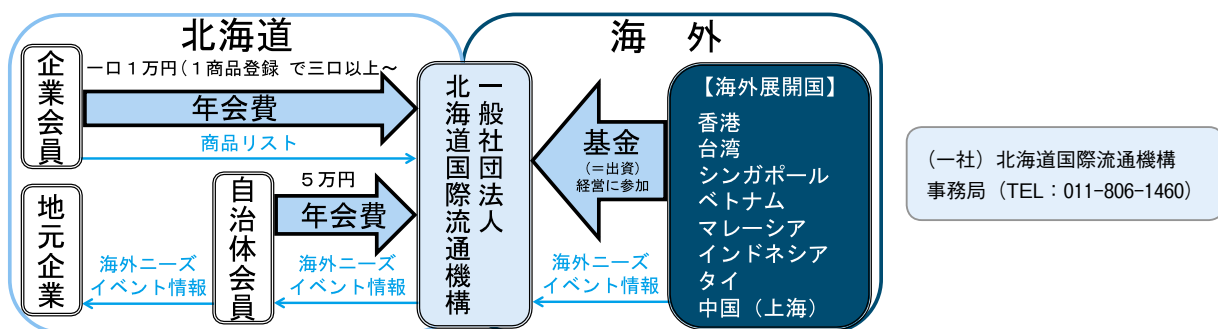 北海道
海 外
企業会員
一口１万円（１商品登録 で三口以上～
年会費
商品リスト
地元企業
自治体会員
５万円
年会費
海外ニーズ
イベント情報
海外ニーズ
イベント情報
一般社団法人
北海道国際流通機構
基金
（＝出資）
経営に参加
海外ニーズ
イベント情報
【海外展開国】
香港
台湾
シンガポール
ベトナム
マレーシア
インドネシア
タイ
中国（上海）
（一社）北海道国際流通機構
事務局（TEL：011-806-1460）